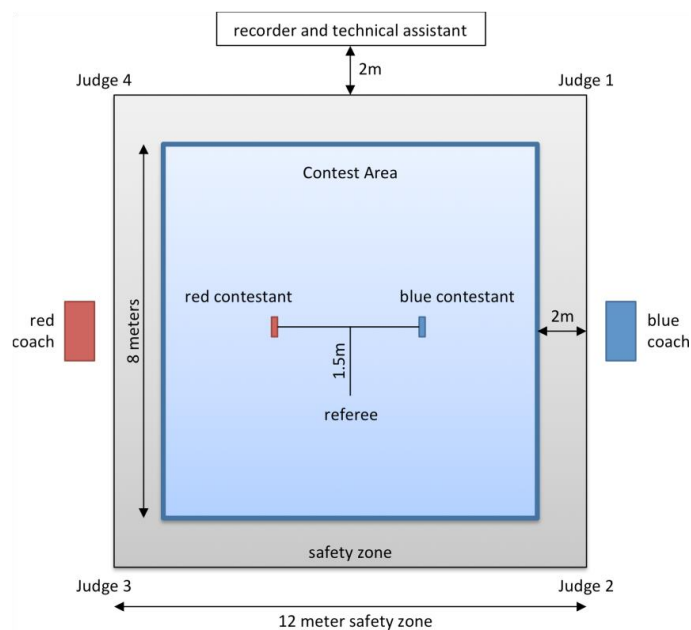 recorder and technical assistant
2m
Judge 4
Judge 1
Contest Area
red contestant
blue contestant
8 meters
2m
red
coach
blue
coach
1.5m
referee
safety zone
Judge 3
Judge 2
12 meter safety zone